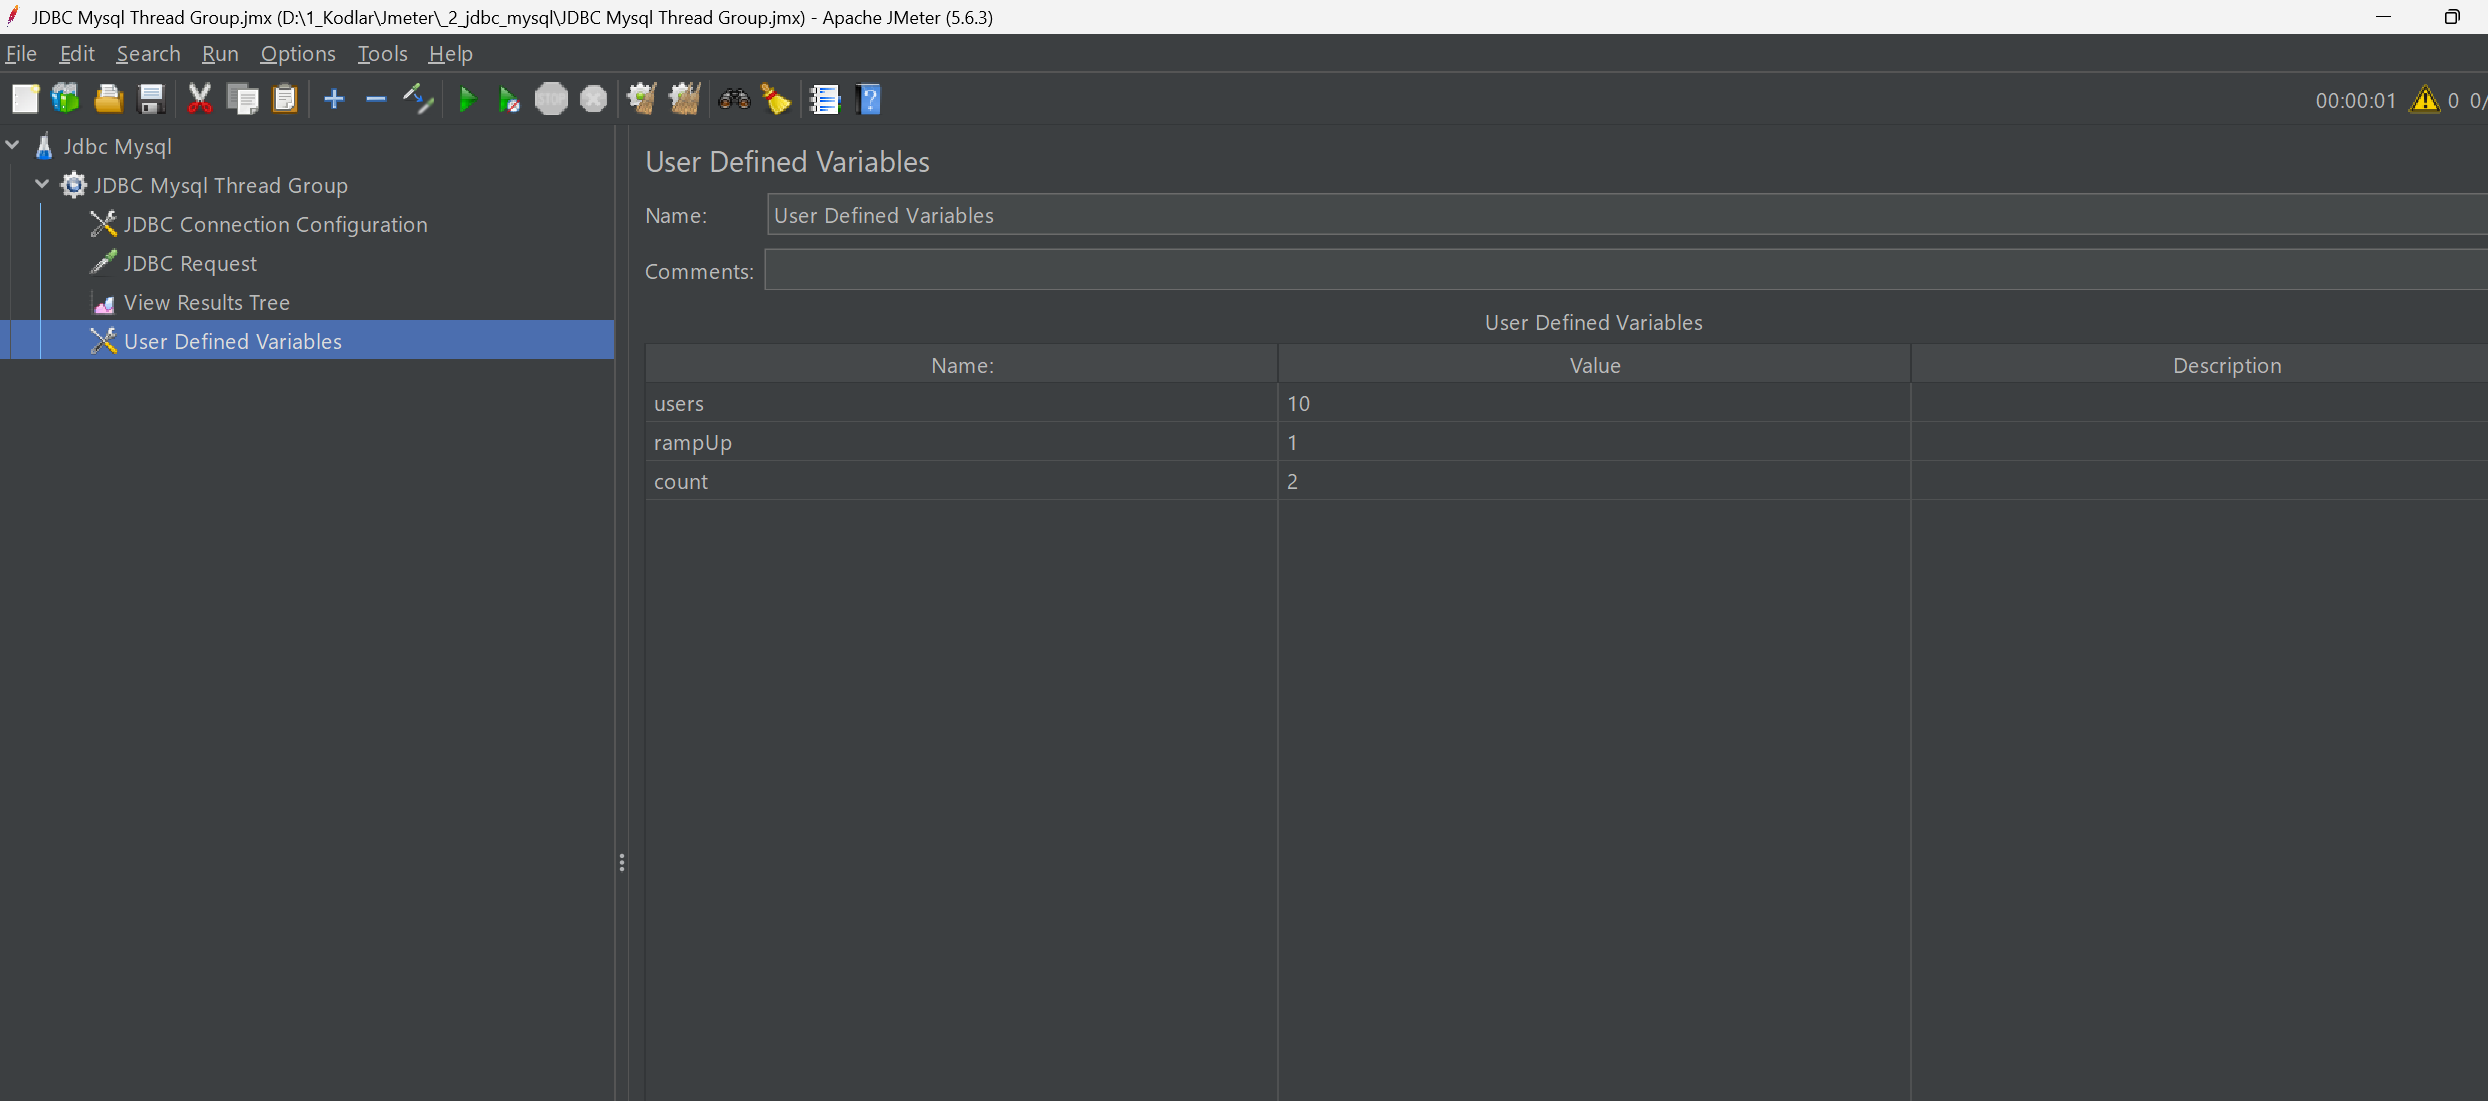 JDBC Mysql Thread Group.jmx (D:\1_Kodlar\Jmeter\_2_jdbc_mysql\JDBC Mysql Thread Group.jmx) - Apache JMeter (5.6.3)
File Edit Search Run Options Tools Help
STOP
00:00:01 0 0/
Jdbc Mysql
JDBC Mysql Thread Group
JDBC Connection Configuration
JDBC Request
View Results Tree
User Defined Variables
User Defined Variables
Name: User Defined Variables
Comments:
User Defined Variables
Name: Value Description
users 10
rampUp 1
count 2